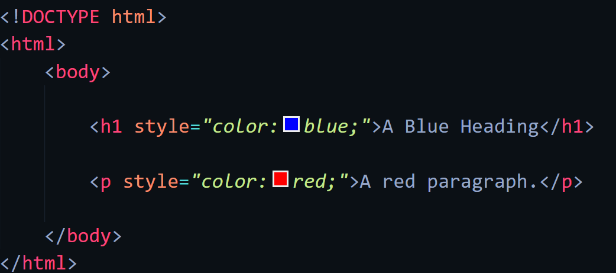 <!DOCTYPE html>
<html>
<body>
<h1 style="color:blue;">A Blue Heading</h1>
<p style="color:red;">A red paragraph.</p>
</body>
</html>